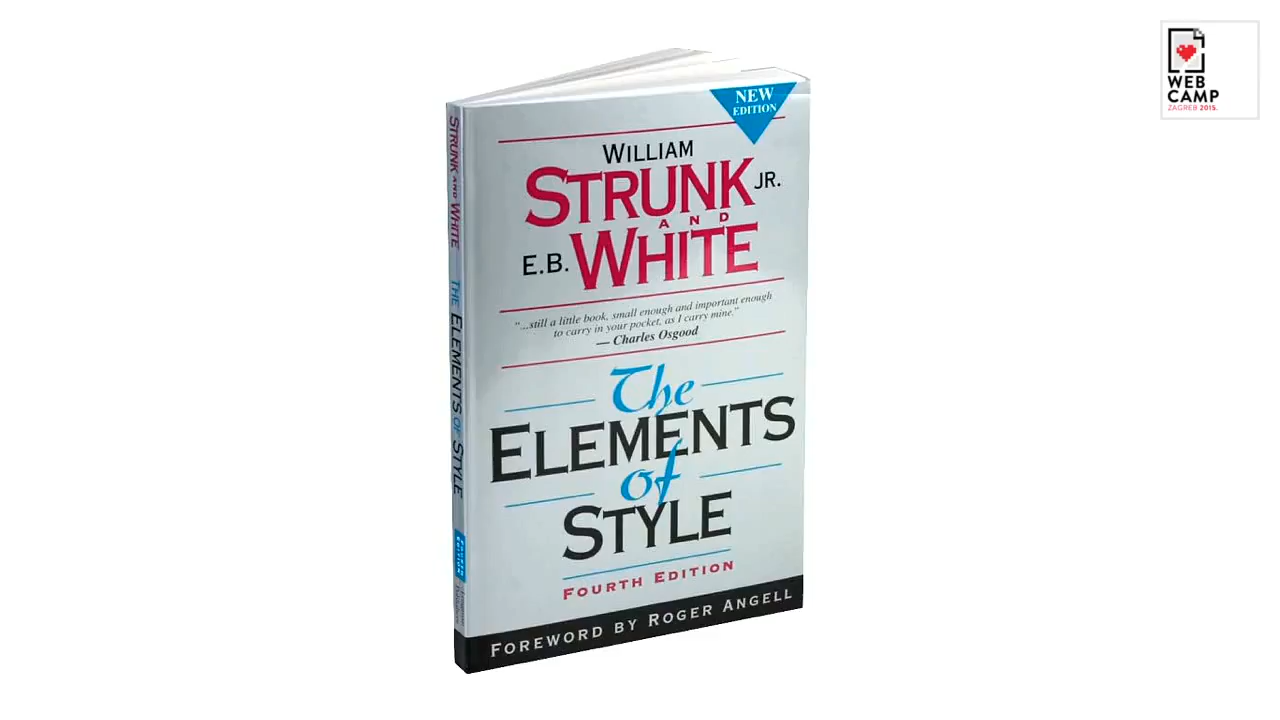 WEB
CAMP
ZAGREB 2015.
NEW
EDITION
WILLIAM
STRUNK JR.
AND
E.B. WHITE
"...still a little book, small enough and important enough
to carry in your pocket, as I carry mine."
— Charles Osgood
The
ELEMENTS
of
STYLE
FOURTH EDITION
FOREWORD BY ROGER ANGELL
STRUNK AND WHITE
THE ELEMENTS OF STYLE
FOURTH
EDITION